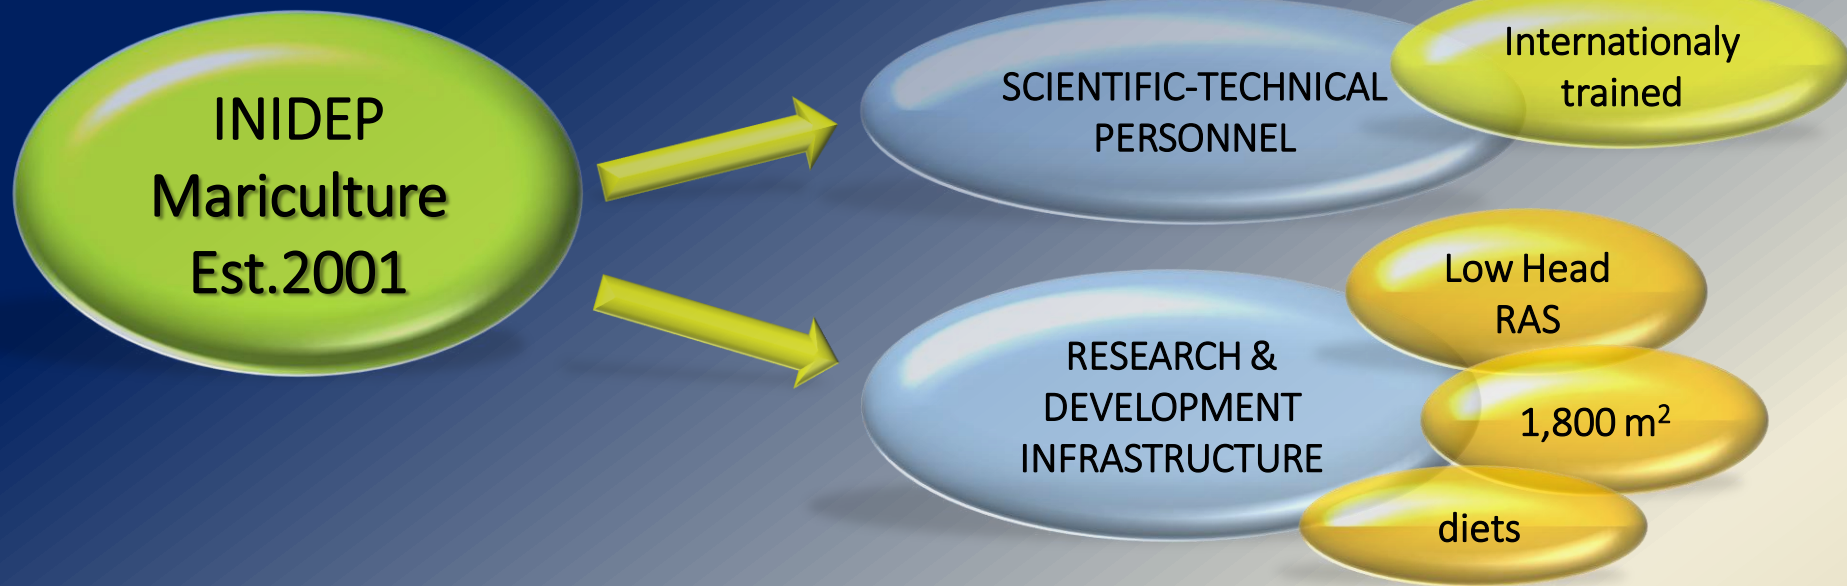 INIDEP
Mariculture
Est.2001
SCIENTIFIC-TECHNICAL
PERSONNEL
Internationaly
trained
RESEARCH &
DEVELOPMENT
INFRASTRUCTURE
Low Head
RAS
1,800 m²
diets